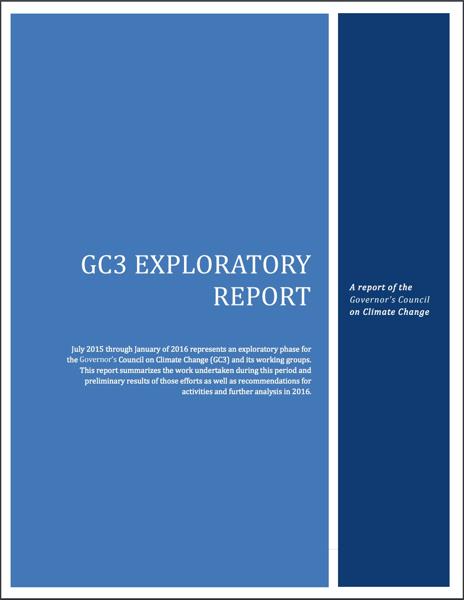 GC3 EXPLORATORY
REPORT
July 2015 through January of 2016 represents an exploratory phase for
the Governor's Council on Climate Change (GC3) and its working groups.
This report summarizes the work undertaken during this period and
preliminary results of those efforts as well as recommendations for
activities and further analysis in 2016.
A report of the
Governor's Council
on Climate Change